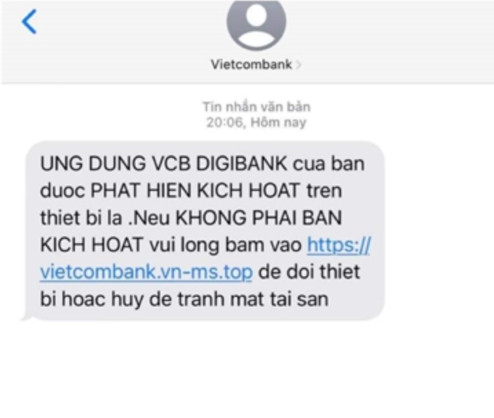 Vietcombank
Tin nhắn văn bản
20:06, Hôm nay
UNG DUNG VCB DIGIBANK cua ban
duoc PHAT HIEN KICH HOAT tren
thiet bi la .Neu KHONG PHAI BAN
KICH HOAT vui long bam vao https://
vietcombank.vn-ms.top de doi thiet
bi hoac huy de tranh mat tai san